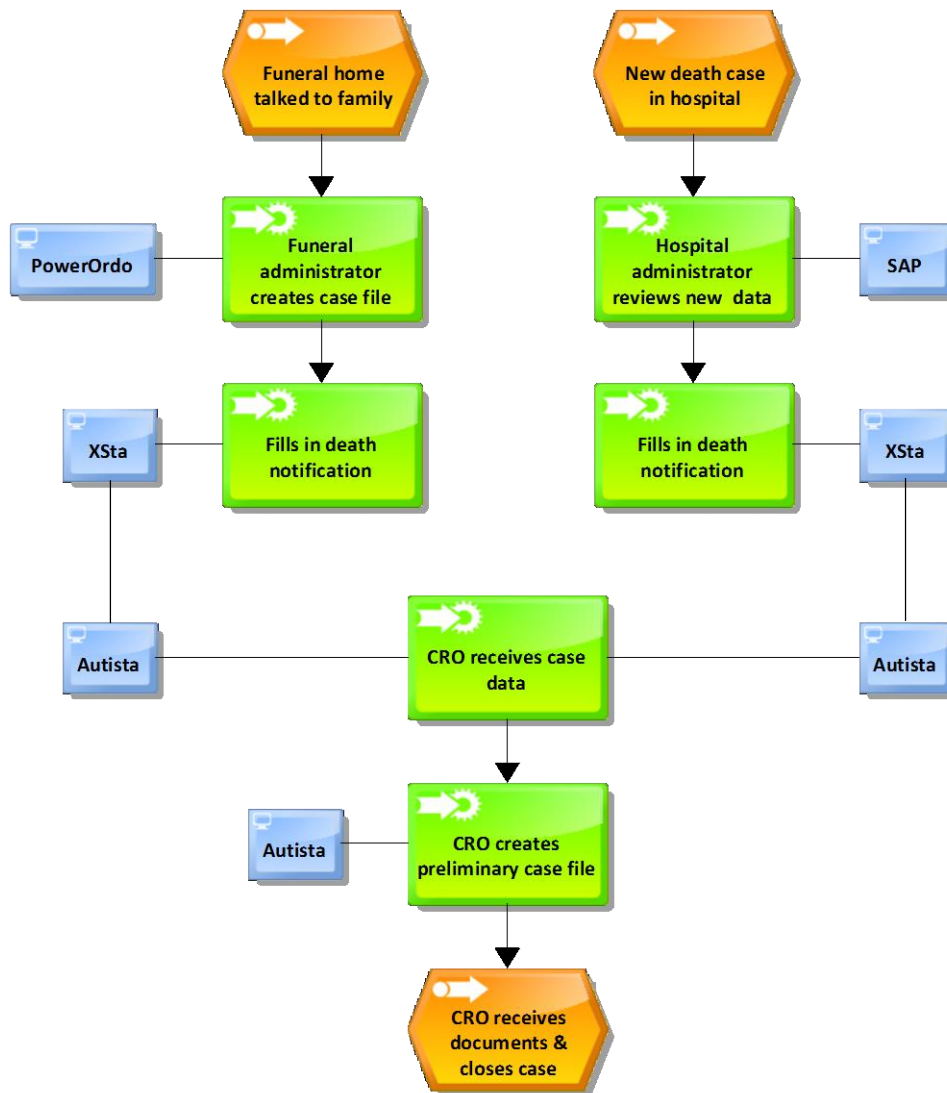 Funeral home
talked to family
New death case
in hospital
PowerOrdo
Funeral
administrator
creates case file
Hospital
administrator
reviews new data
SAP
XSta
Fills in death
notification
Fills in death
notification
XSta
Autista
CRO receives case
data
Autista
Autista
CRO creates
preliminary case file
CRO receives
documents &
closes case